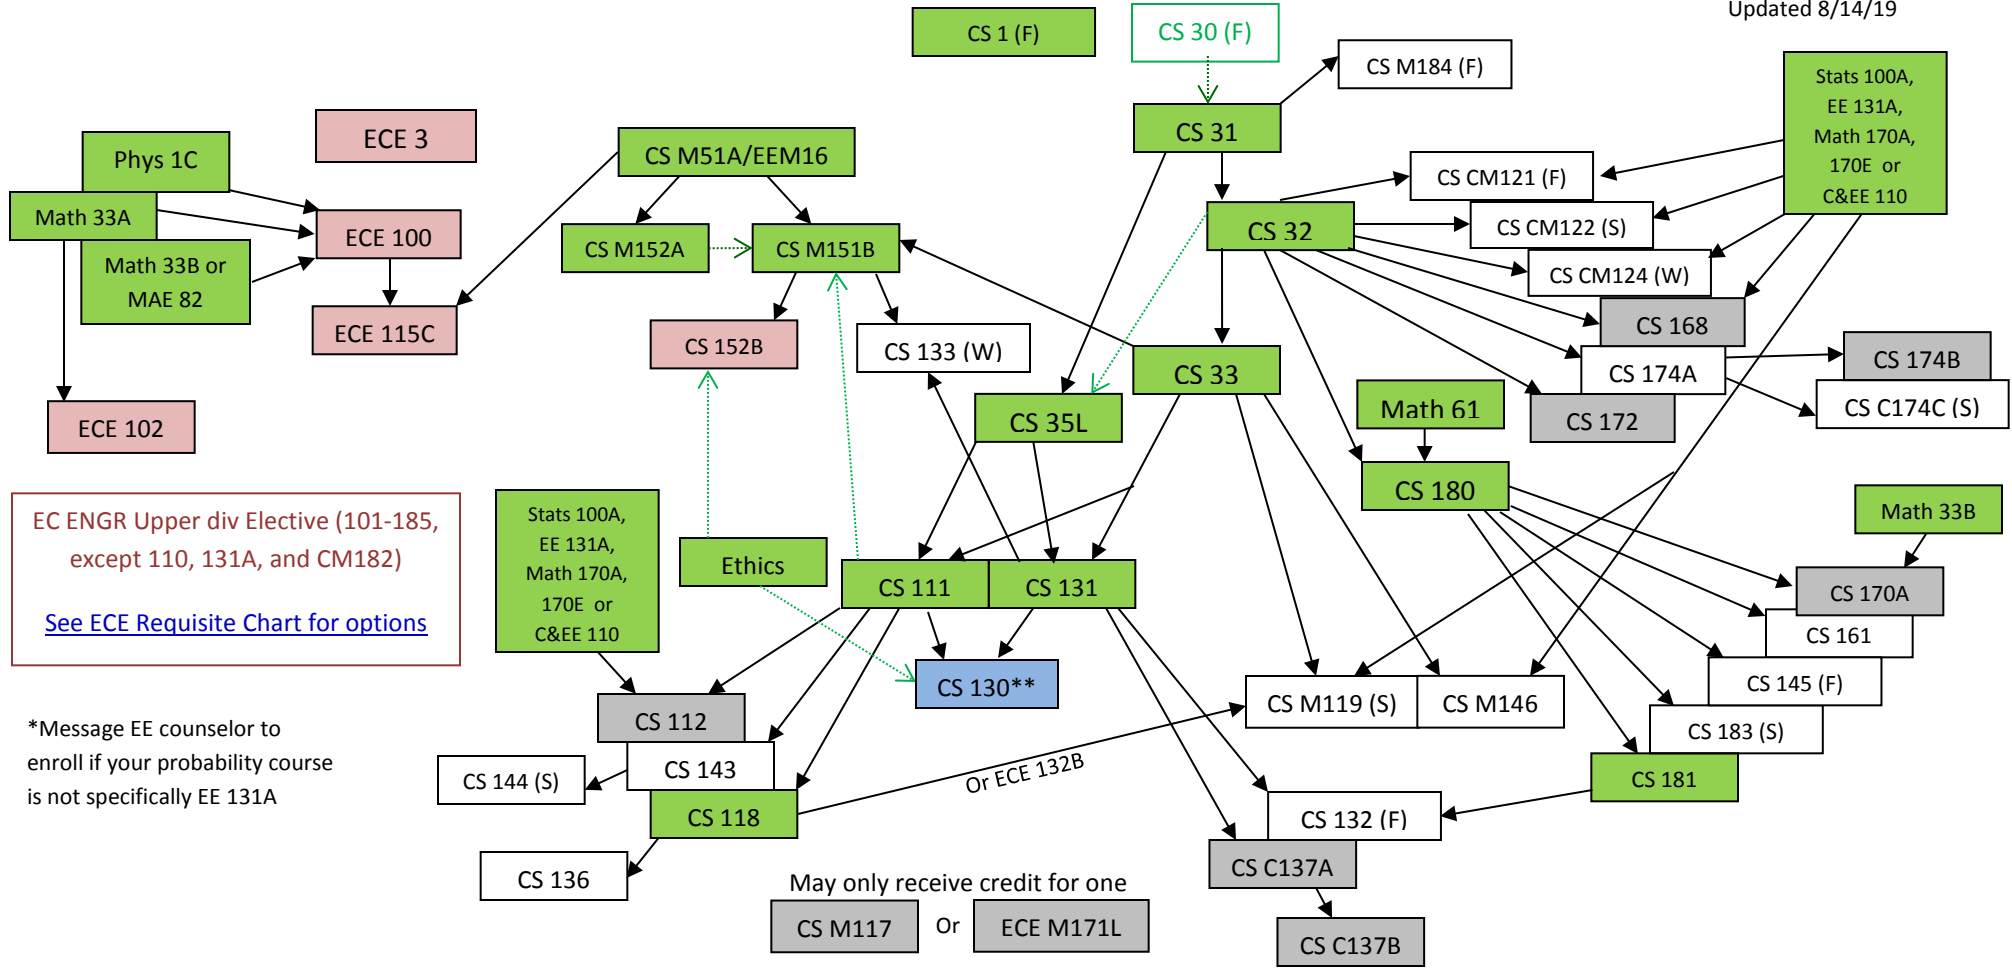 Updated 8/14/19
CS 1 (F)
CS 30 (F)
CS M184 (F)
Stats 100A,
EE 131A,
Math 170A,
170E or
C&EE 110
ECE 3
CS 31
Phys 1C
CS M51A/EEM16
CS CM121 (F)
Math 33A
ECE 100
CS M152A
CS M151B
CS 32
CS CM122 (S)
Math 33B or
MAE 82
CS CM124 (W)
ECE 115C
CS 152B
CS 133 (W)
CS 168
CS 33
CS 174A
CS 174B
ECE 102
CS 35L
Math 61
CS 172
CS C174C (S)
CS 180
EC ENGR Upper div Elective (101-185,
except 110, 131A, and CM182)
See ECE Requisite Chart for options
Stats 100A,
EE 131A,
Math 170A,
170E or
C&EE 110
Ethics
CS 111
CS 131
Math 33B
CS 170A
CS 161
CS 145 (F)
CS 183 (S)
CS 181
CS 130**
CS M119 (S)
CS M146
*Message EE counselor to
enroll if your probability course
is not specifically EE 131A
CS 112
CS 143
CS 144 (S)
CS 118
Or ECE 132B
CS 132 (F)
CS 136
CS C137A
May only receive credit for one
CS M117
Or
ECE M171L
CS C137B